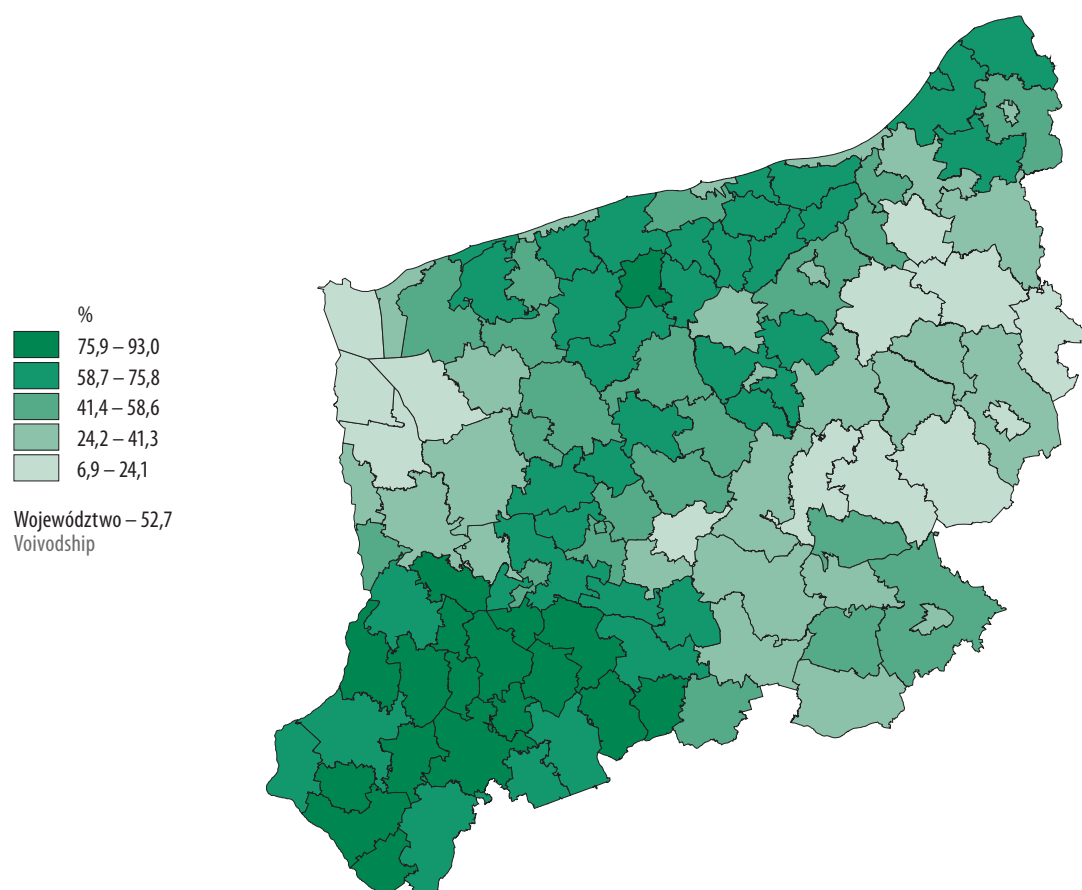 %
75,9 – 93,0
58,7 – 75,8
41,4 – 58,6
24,2 – 41,3
6,9 – 24,1
Województwo – 52,7
Voivodship